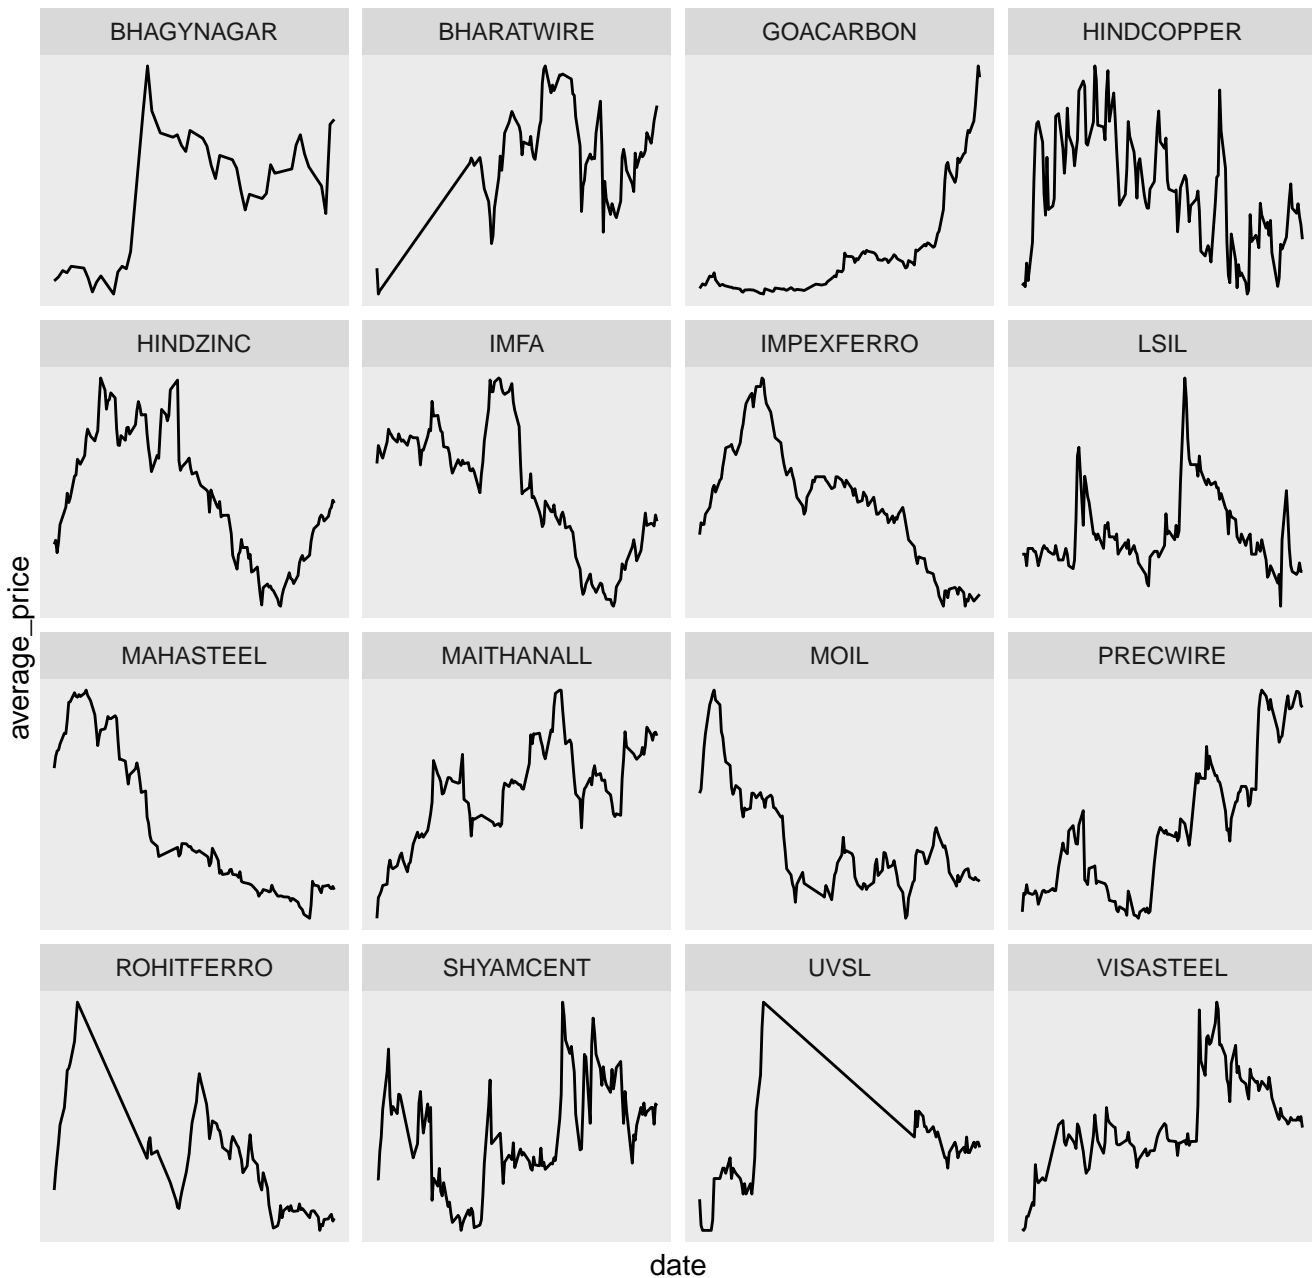 BHAGYNAGAR
BHARATWIRE
GOACARBON
HINDCOPPER
HINDZINC
IMFA
IMPEXFERRO
LSIL
MAHASTEEL
MAITHANALL
MOIL
PRECWIRE
ROHITFERRO
SHYAMCENT
UVSL
VISASTEEL
average_price
date